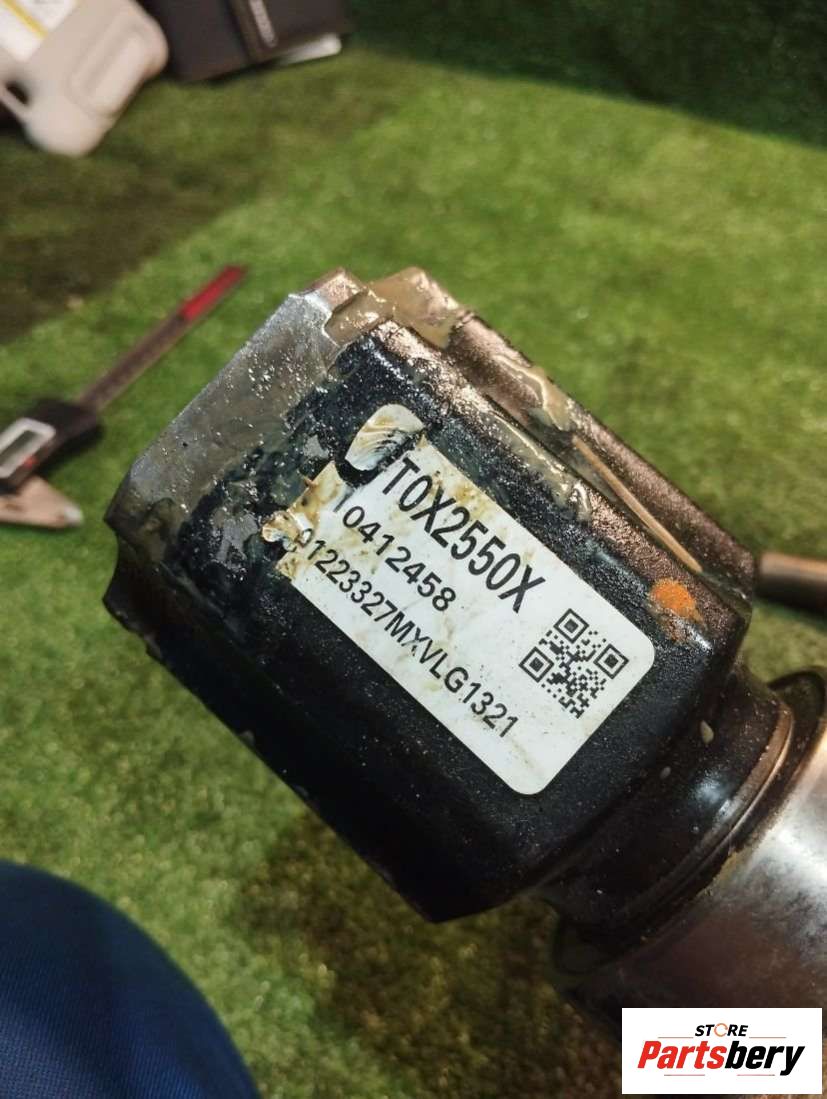 T0X2550X
10412458
91223327MXVLG1321
STORE
Partsbery